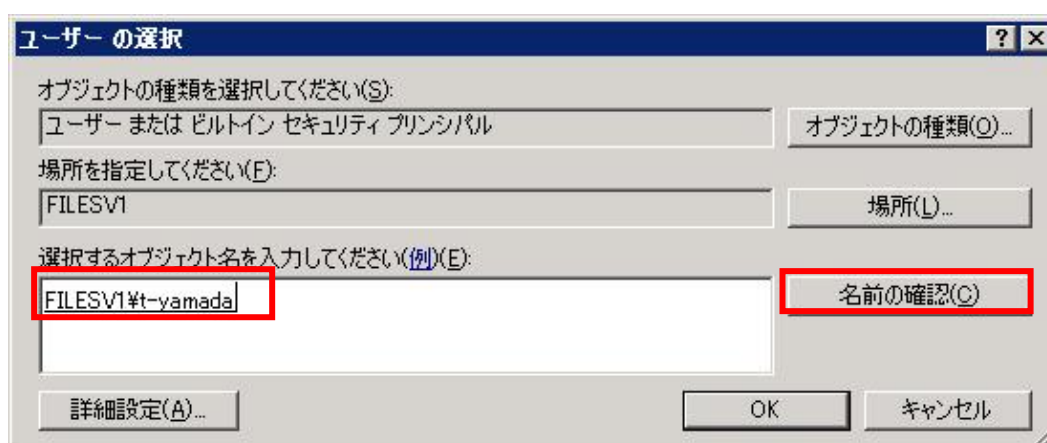 ユーザー の選択
オブジェクトの種類を選択してください(S):
ユーザー または ビルトイン セキュリティ プリンシパル
オブジェクトの種類(O)...
場所を指定してください(F):
FILESV1
場所(L)...
選択するオブジェクト名を入力してください(例)(E):
FILESV1¥t-yamada
名前の確認(C)
詳細設定(A)...
OK
キャンセル